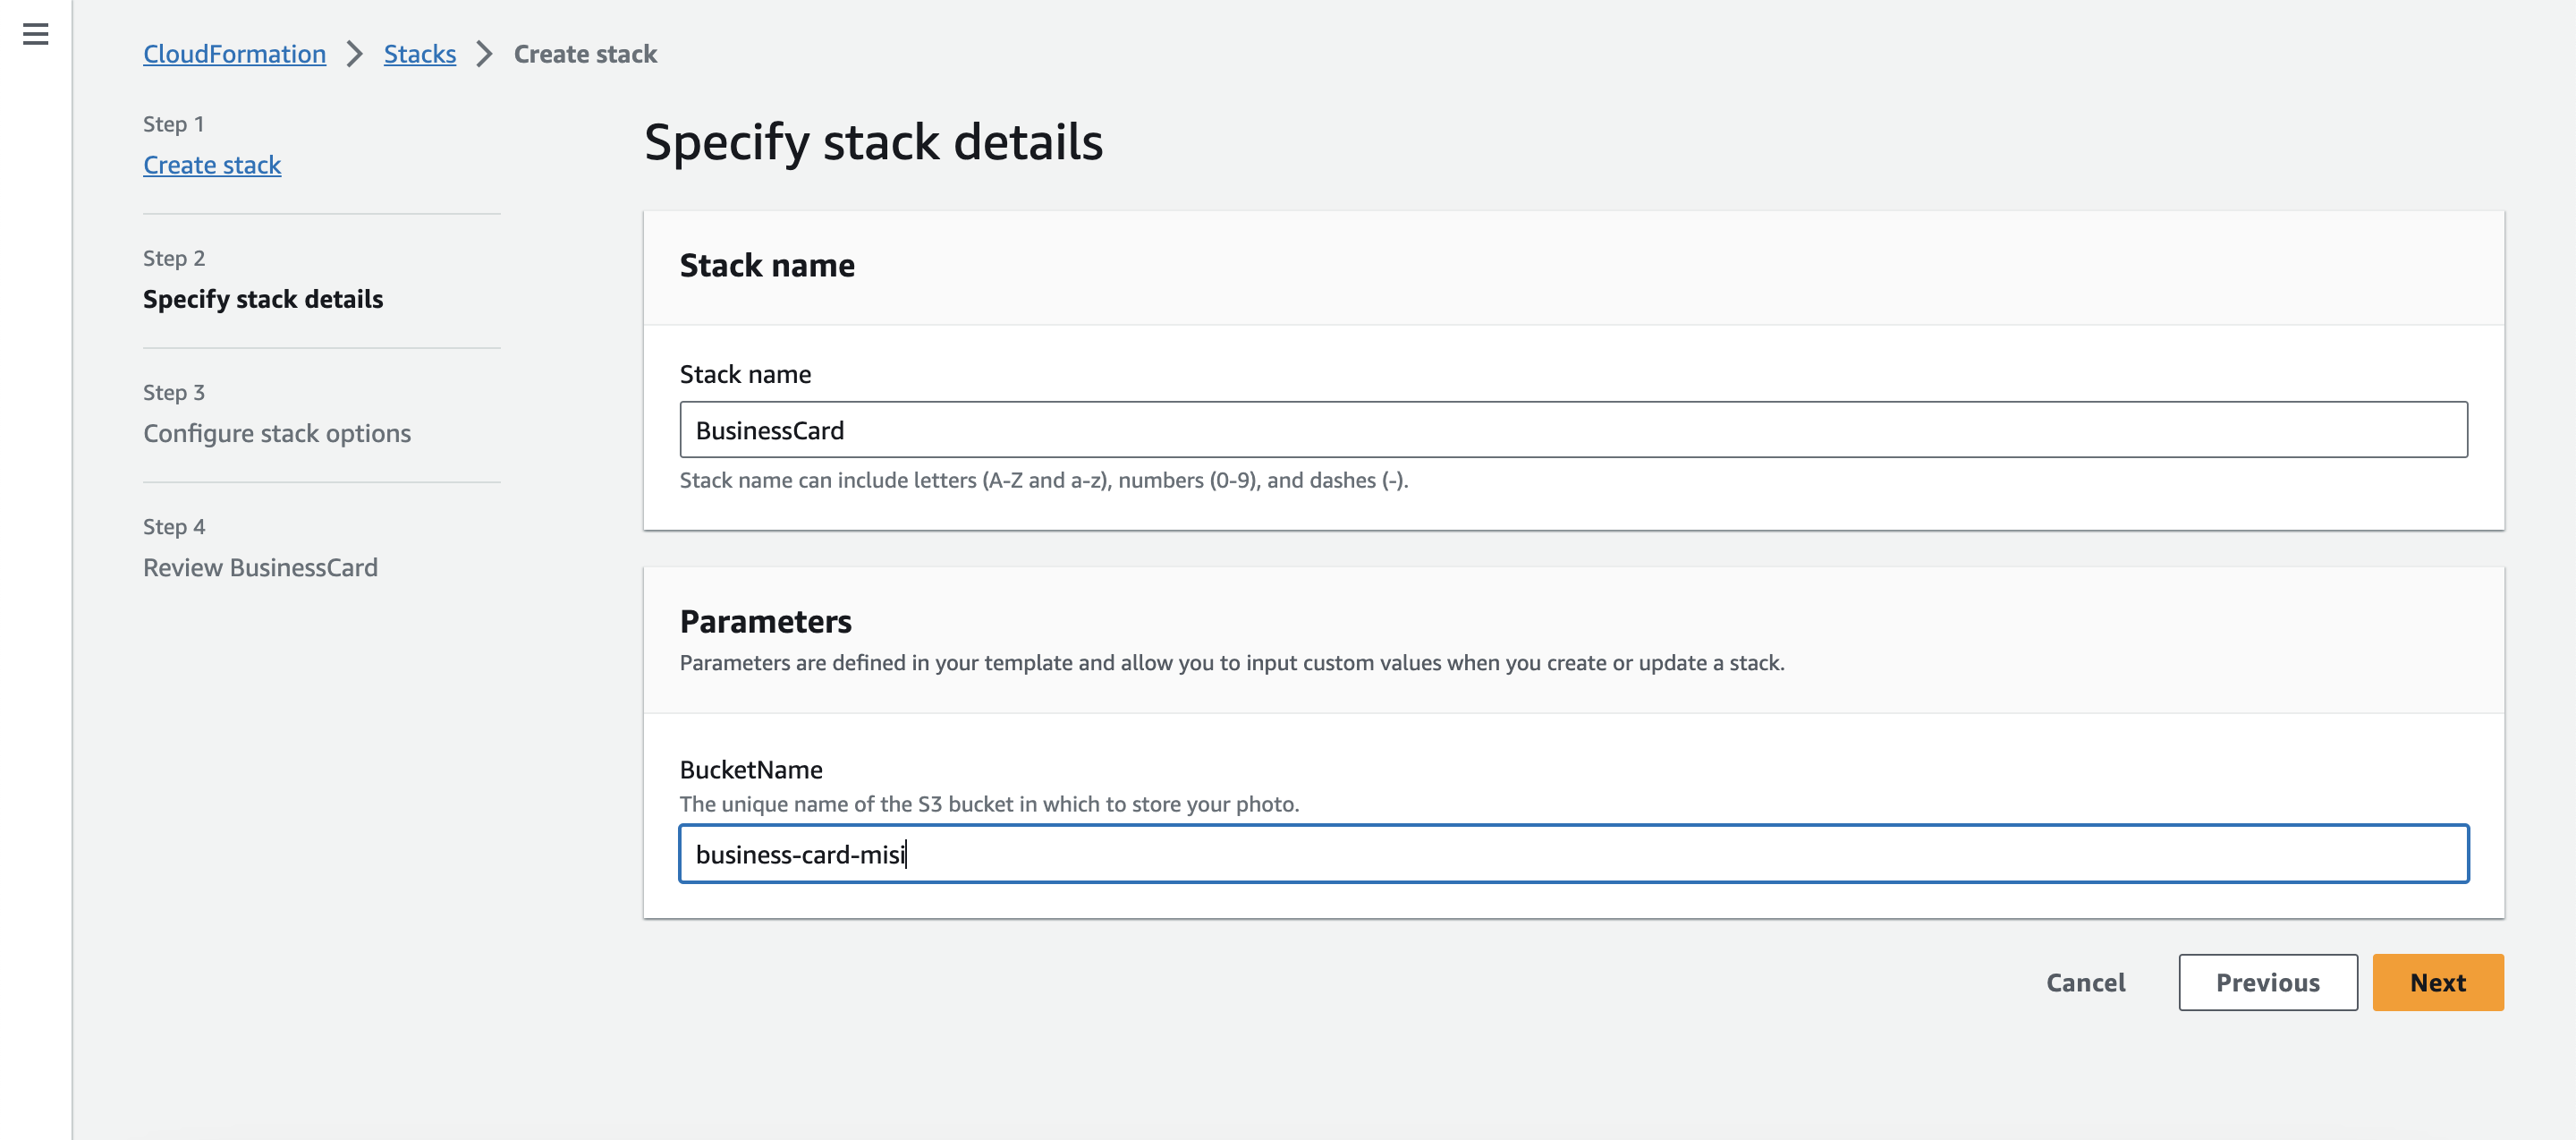 CloudFormation > Stacks > Create stack
Step 1
Create stack
Step 2
Specify stack details
Step 3
Configure stack options
Step 4
Review BusinessCard
Specify stack details
Stack name
Stack name
BusinessCard
Stack name can include letters (A-Z and a-z), numbers (0-9), and dashes (-).
Parameters
Parameters are defined in your template and allow you to input custom values when you create or update a stack.
BucketName
The unique name of the S3 bucket in which to store your photo.
business-card-misi
Cancel Previous Next